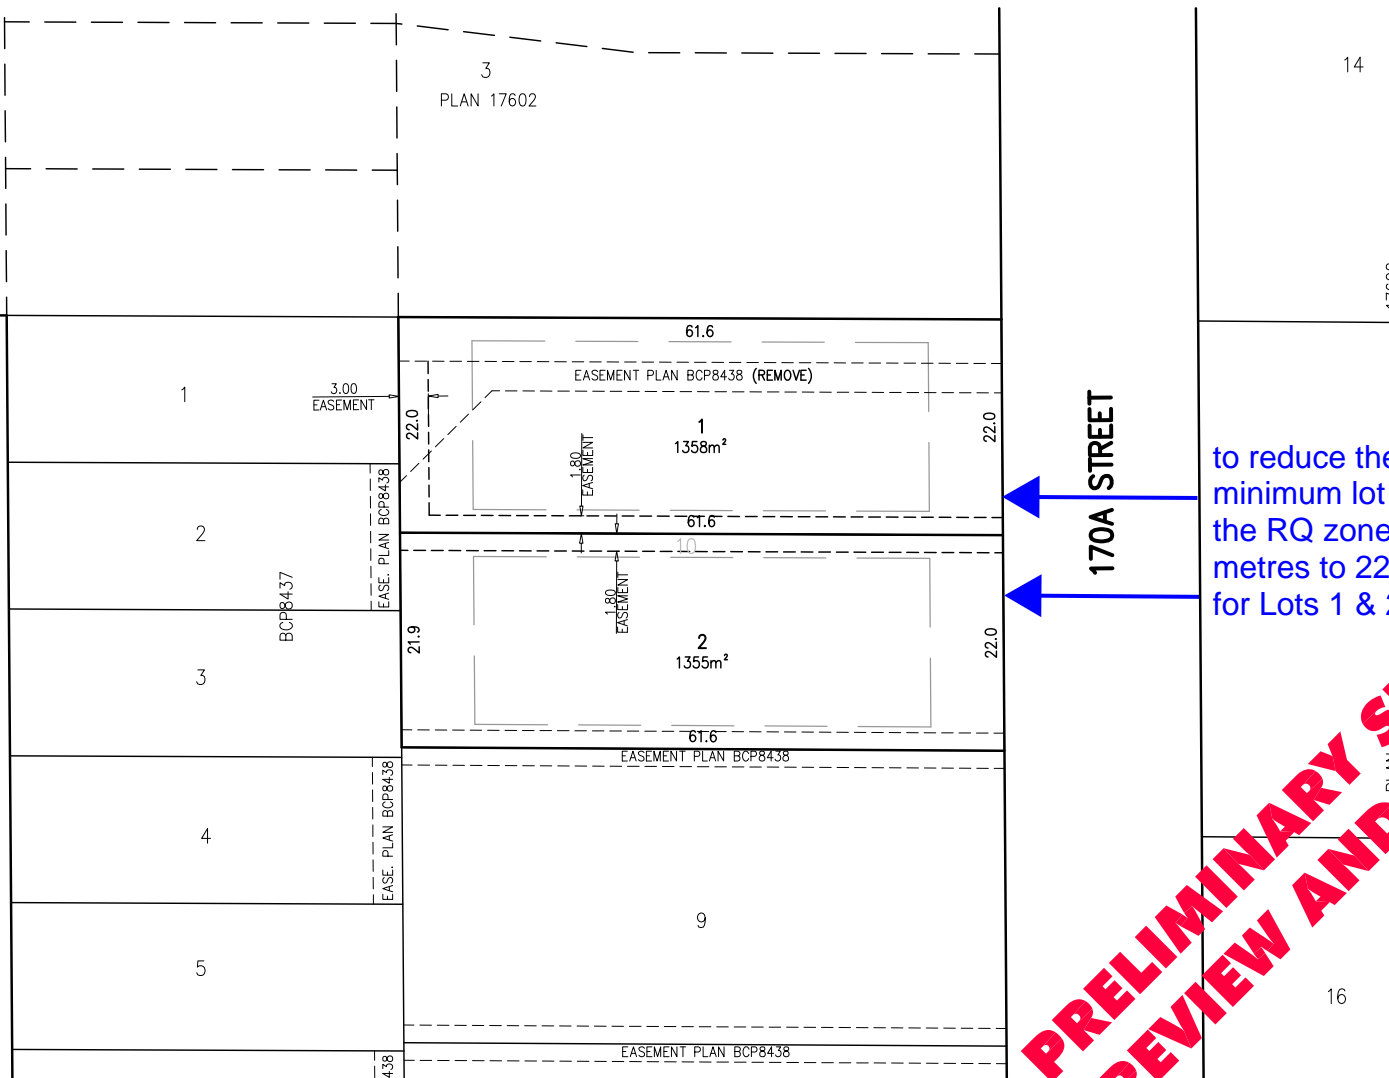 3
PLAN 17602
14
61.6
EASEMENT PLAN BCP8438 (REMOVE)
1
3.00
EASEMENT
22.0
1
1358m²
22.0
1.80
EASEMENT
61.6
170A STREET
to reduce the
minimum lot
the RQ zone
metres to 22
for Lots 1 & 2
2
EASE. PLAN BCP8438
10
BCP8437
1.80
EASEMENT
21.9
2
1355m²
22.0
3
61.6
EASEMENT PLAN BCP8438
4
EASE. PLAN BCP8438
9
5
16
EASEMENT PLAN BCP8438
438
PRELIMINARY
REVIEW AND